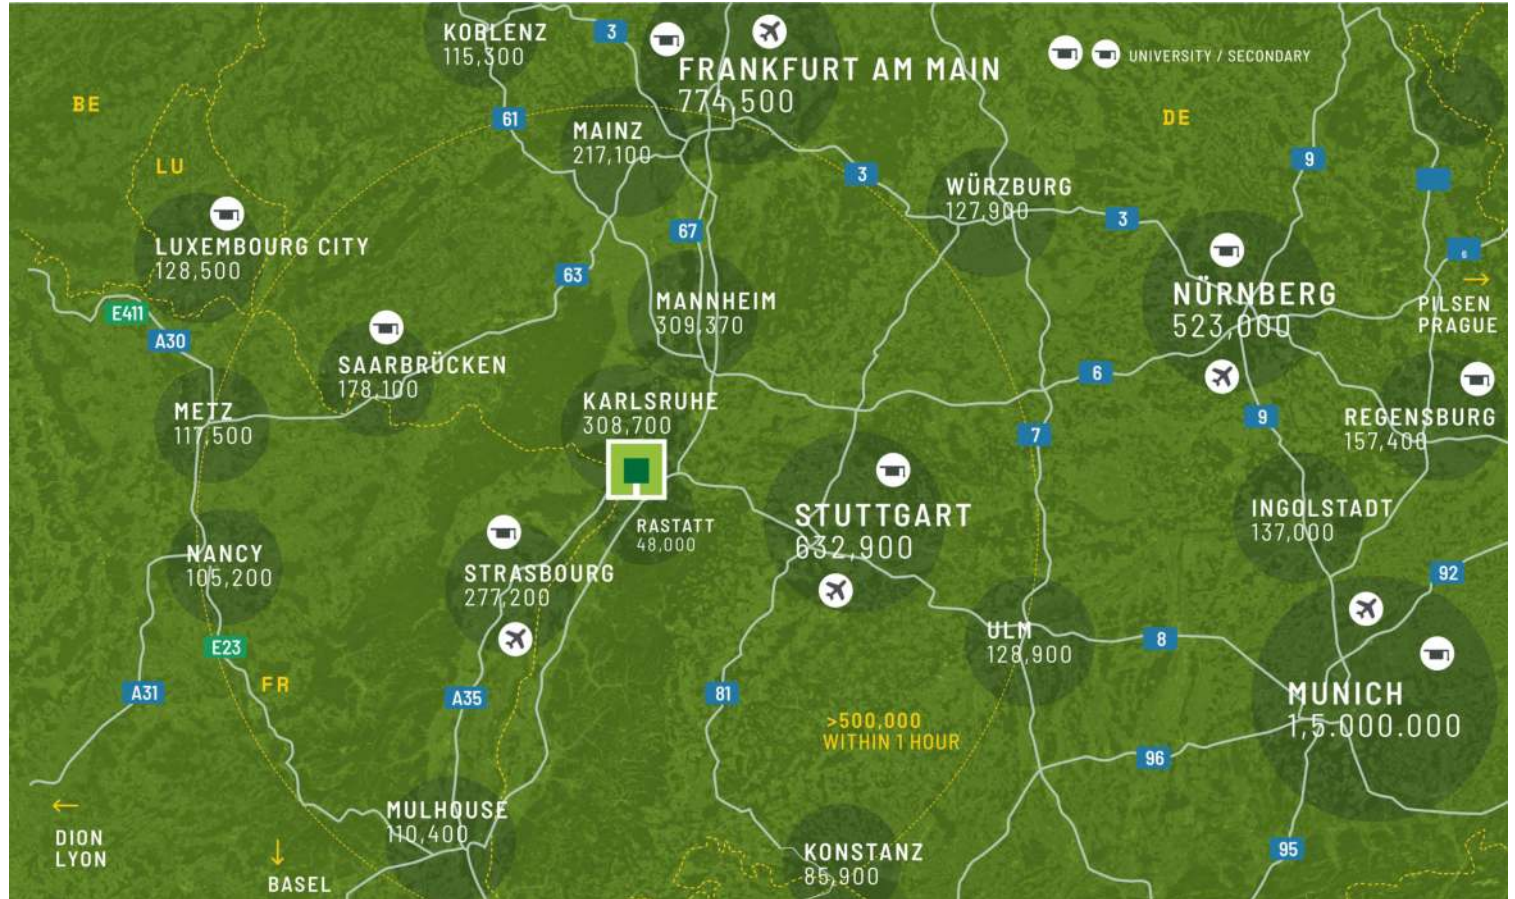 KOBLENZ
115,300
3
FRANKFURT AM MAIN
774,500
UNIVERSITY / SECONDARY
BE
61
MAINZ
217,100
DE
LU
3
9
WÜRZBURG
127,900
3
LUXEMBOURG CITY
128,500
67
63
6
MANNHEIM
309,370
NÜRNBERG
523,000
PILSEN
PRAGUE
E411
A30
SAARBRÜCKEN
178,100
6
METZ
117,500
KARLSRUHE
308,700
9
REGENSBURG
157,400
7
STUTTGART
632,900
INGOLSTADT
137,000
RASTATT
48,000
NANCY
105,200
STRASBOURG
277,200
92
E23
ULM
128,900
8
FR
A31
A35
81
MUNICH
1,5.000.000
>500,000
WITHIN 1 HOUR
96
DION
LYON
MULHOUSE
110,400
BASEL
KONSTANZ
85,900
95